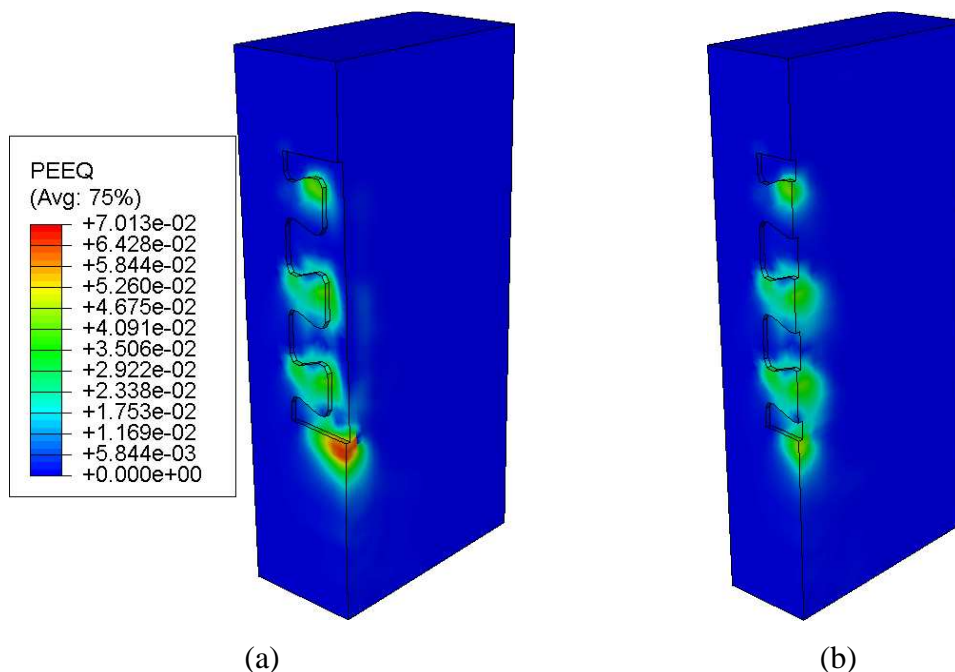 PEEQ
(Avg: 75%)
+7.013e-02
+6.428e-02
+5.844e-02
+5.260e-02
+4.675e-02
+4.091e-02
+3.506e-02
+2.922e-02
+2.338e-02
+1.753e-02
+1.169e-02
+5.844e-03
+0.000e+00
(a) (b)